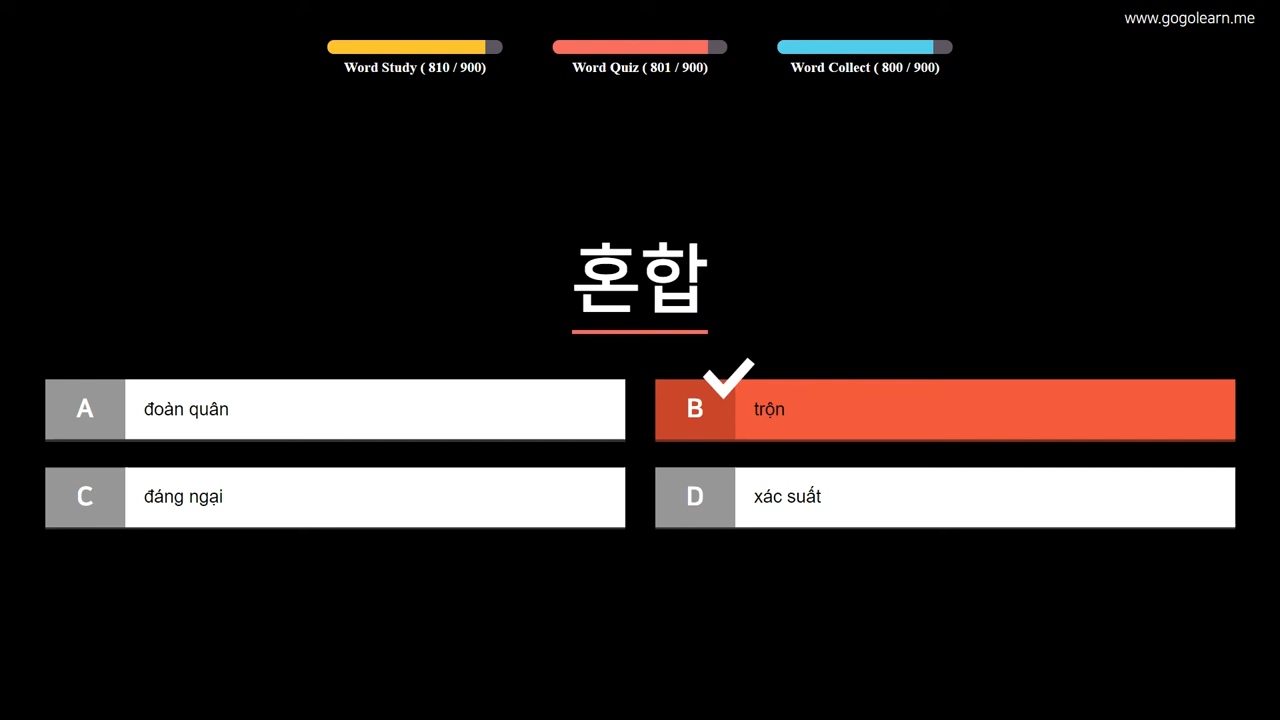 www.gogolearn.me
Word Study ( 810 / 900)
Word Quiz ( 801 / 900)
Word Collect ( 800 / 900)
혼합
A đoàn quân
B trộn
C đáng ngại
D xác suất